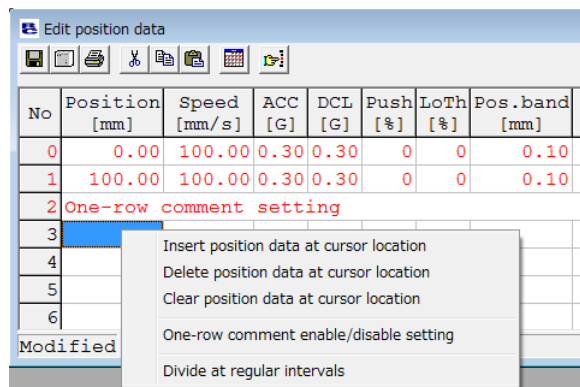 Edit position data
No Position [mm] Speed [mm/s] ACC [G] DCL [G] Push [%] LoTh [%] Pos.band [mm]
0 0.00 100.00 0.30 0.30 0 0 0.10
1 100.00 100.00 0.30 0.30 0 0 0.10
2 One-row comment setting
3
4
5
6
Insert position data at cursor location
Delete position data at cursor location
Clear position data at cursor location
One-row comment enable/disable setting
Divide at regular intervals
Modified